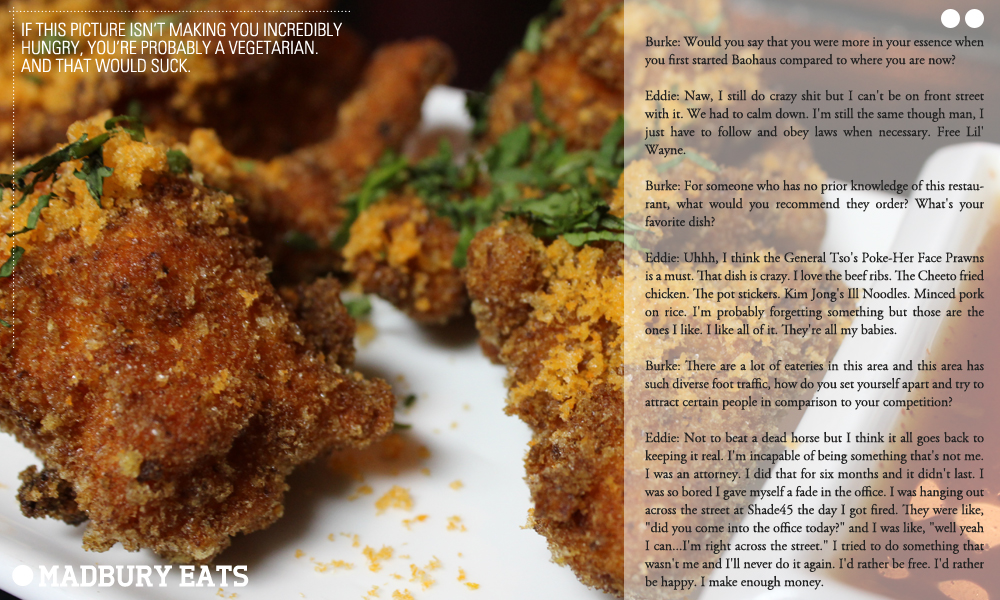 IF THIS PICTURE ISN'T MAKING YOU INCREDIBLY
HUNGRY, YOU'RE PROBABLY A VEGETARIAN.
AND THAT WOULD SUCK.
Burke: Would you say that you were more in your essence when
you first started Baohaus compared to where you are now?
Eddie: Naw, I still do crazy shit but I can't be on front street
with it. We had to calm down. I'm still the same though man, I
just have to follow and obey laws when necessary. Free Lil'
Wayne.
Burke: For someone who has no prior knowledge of this restau-
rant, what would you recommend they order? What's your
favorite dish?
Eddie: Uhhh, I think the General Tso's Poke-Her Face Prawns
is a must. That dish is crazy. I love the beef ribs. The Cheeto fried
chicken. The pot stickers. Kim Jong's Ill Noodles. Minced pork
on rice. I'm probably forgetting something but those are the
ones I like. I like all of it. They're all my babies.
Burke: There are a lot of eateries in this area and this area has
such diverse foot traffic, how do you set yourself apart and try to
attract certain people in comparison to your competition?
Eddie: Not to beat a dead horse but I think it all goes back to
keeping it real. I'm incapable of being something that's not me.
I was an attorney. I did that for six months and it didn't last. I
was so bored I gave myself a fade in the office. I was hanging out
across the street at Shade45 the day I got fired. They were like,
"did you come into the office today?" and I was like, "well yeah
I can...I'm right across the street." I tried to do something that
wasn't me and I'll never do it again. I'd rather be free. I'd rather
be happy. I make enough money.
MADBURY EATS